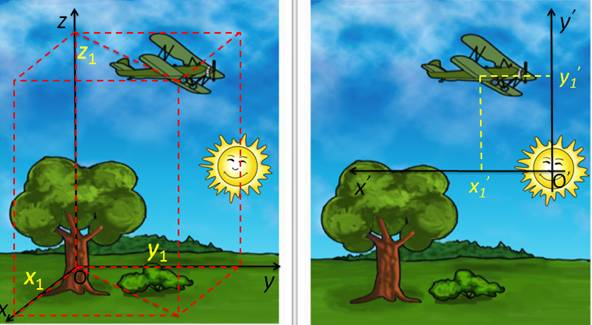 z
z₁
y₁
x₁
O
y
x
y′
y₁′
x′
x₁′
O′